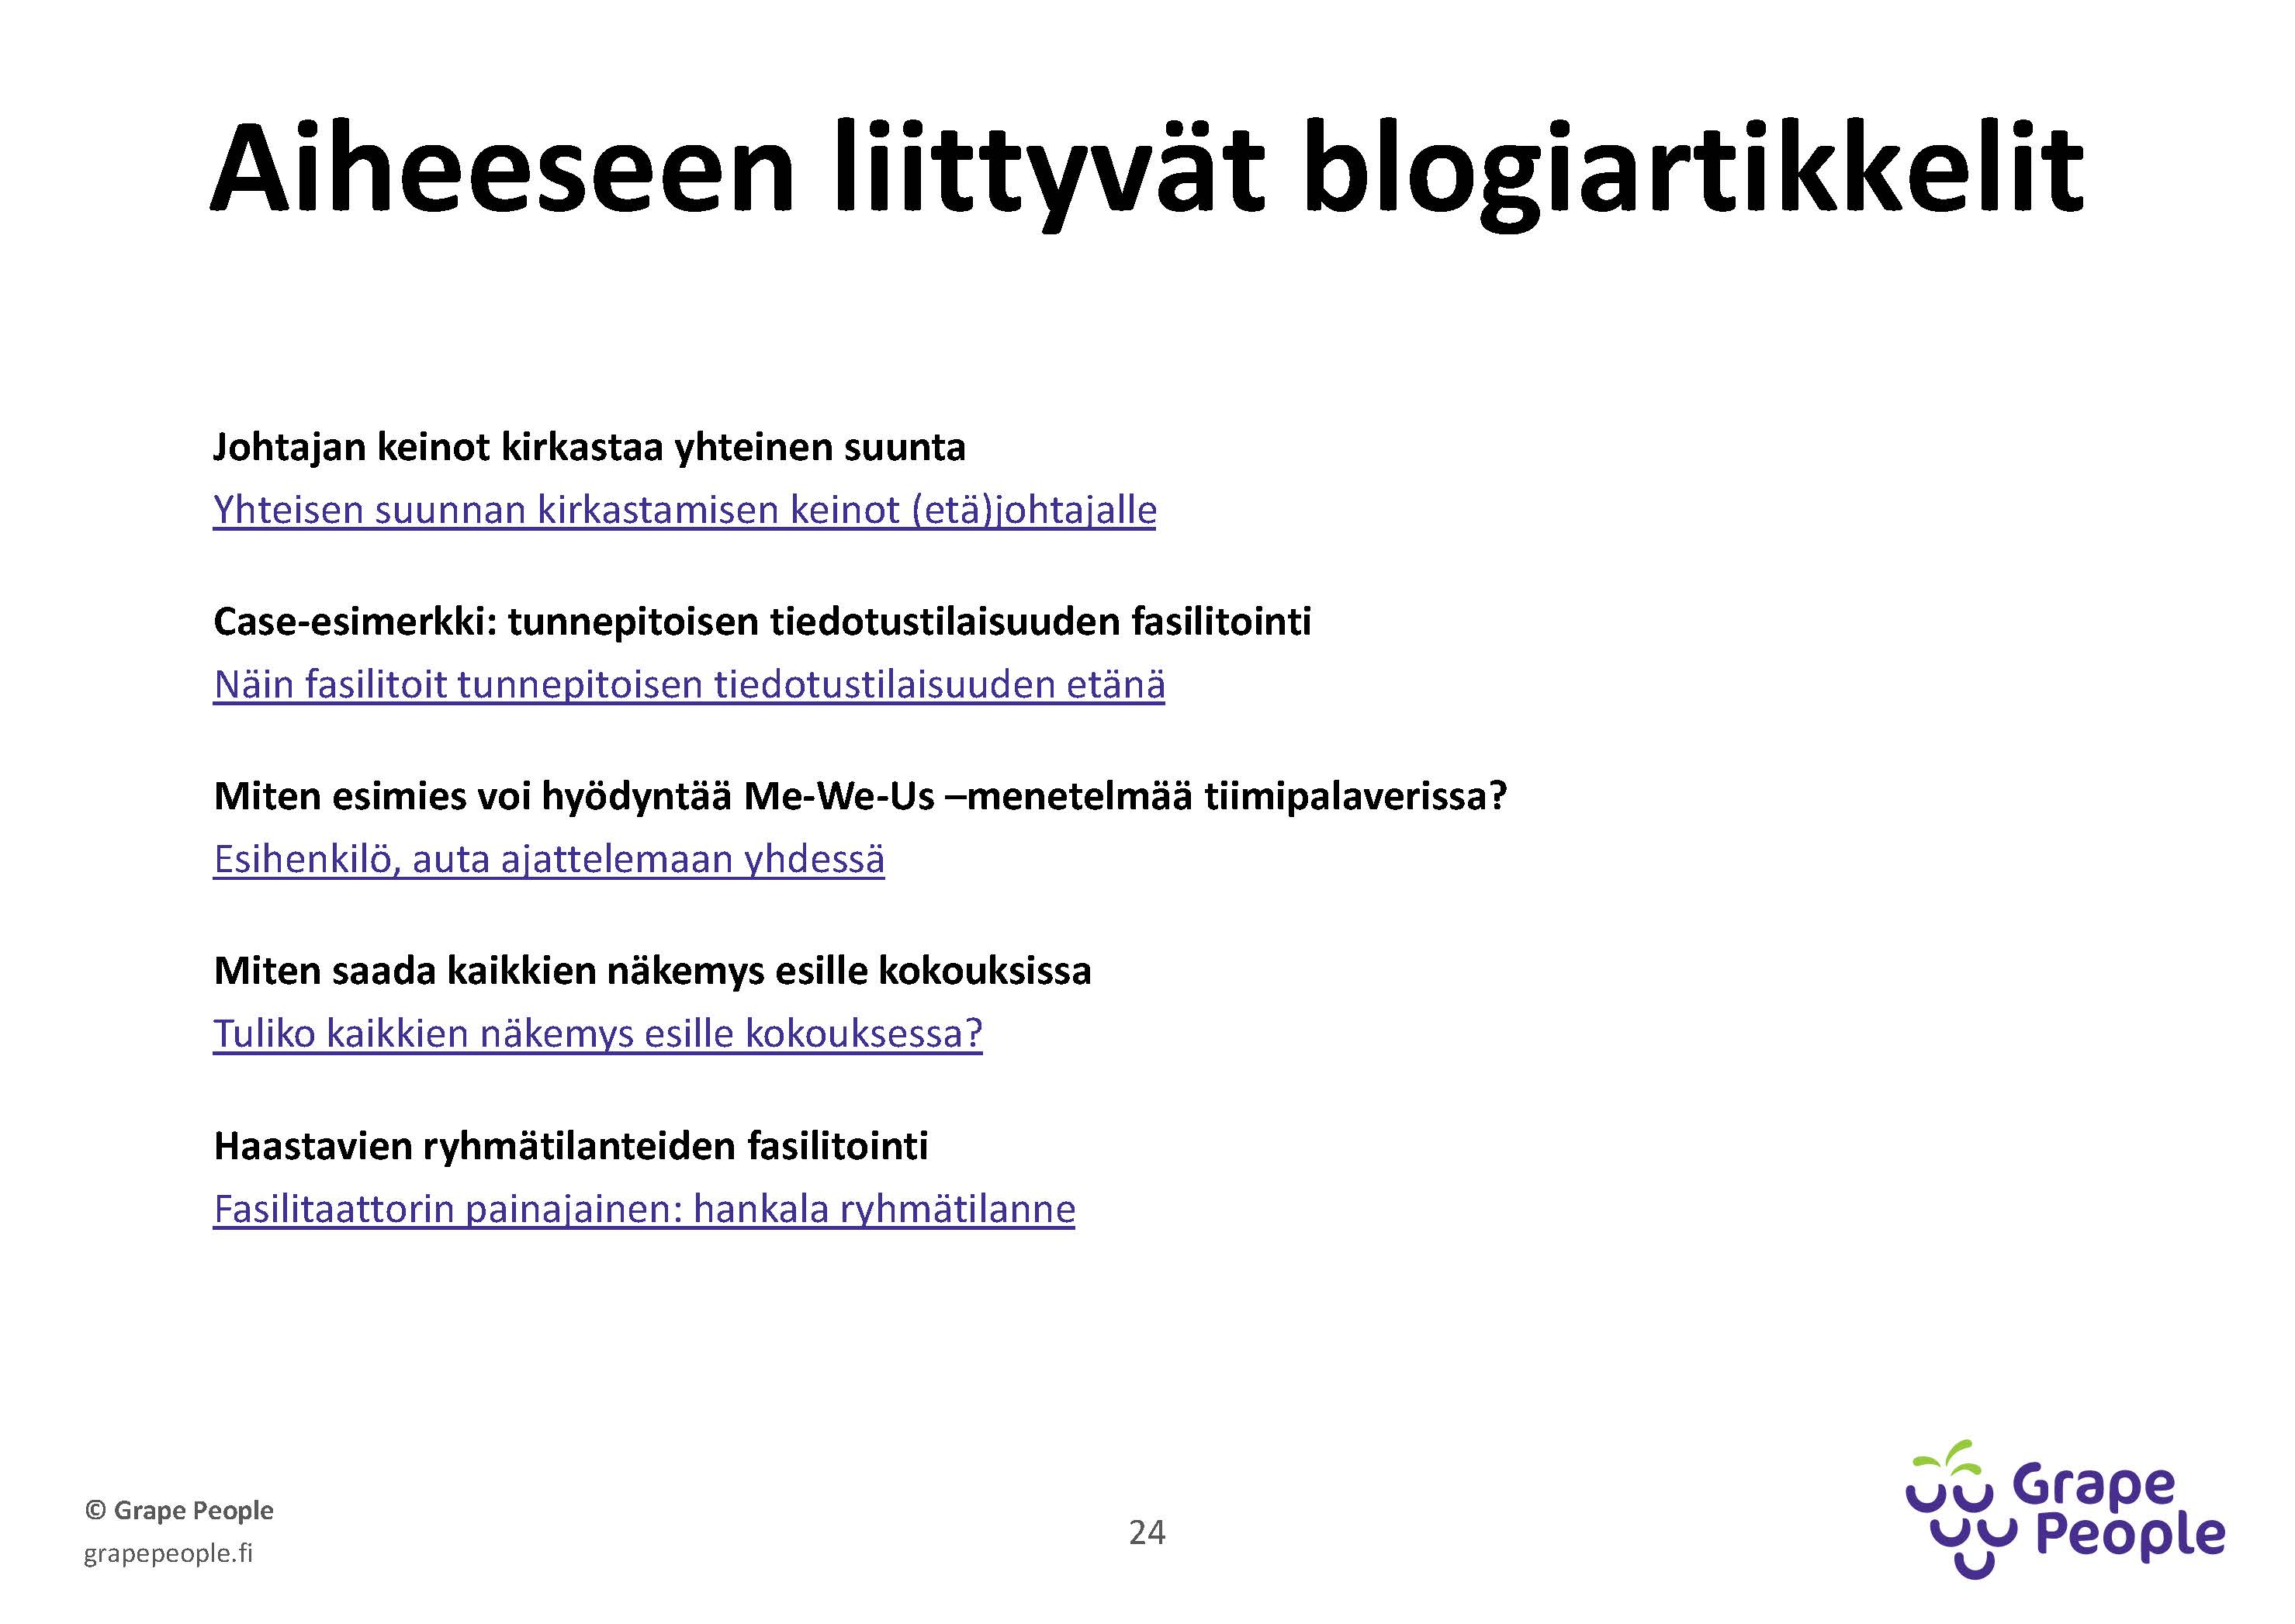 Aiheeseen liittyvät blogiartikkelit
Johtajan keinot kirkastaa yhteinen suunta
Yhteisen suunnan kirkastamisen keinot (etä)johtajalle
Case-esimerkki: tunnepitoisen tiedotustilaisuuden fasilitointi
Näin fasilitoit tunnepitoisen tiedotustilaisuuden etänä
Miten esimies voi hyödyntää Me-We-Us –menetelmää tiimipalaverissa?
Esihenkilö, auta ajattelemaan yhdessä
Miten saada kaikkien näkemys esille kokouksissa
Tuliko kaikkien näkemys esille kokouksessa?
Haastavien ryhmätilanteiden fasilitointi
Fasilitaattorin painajainen: hankala ryhmätilanne
© Grape People
grapepeople.fi
24
Grape
People